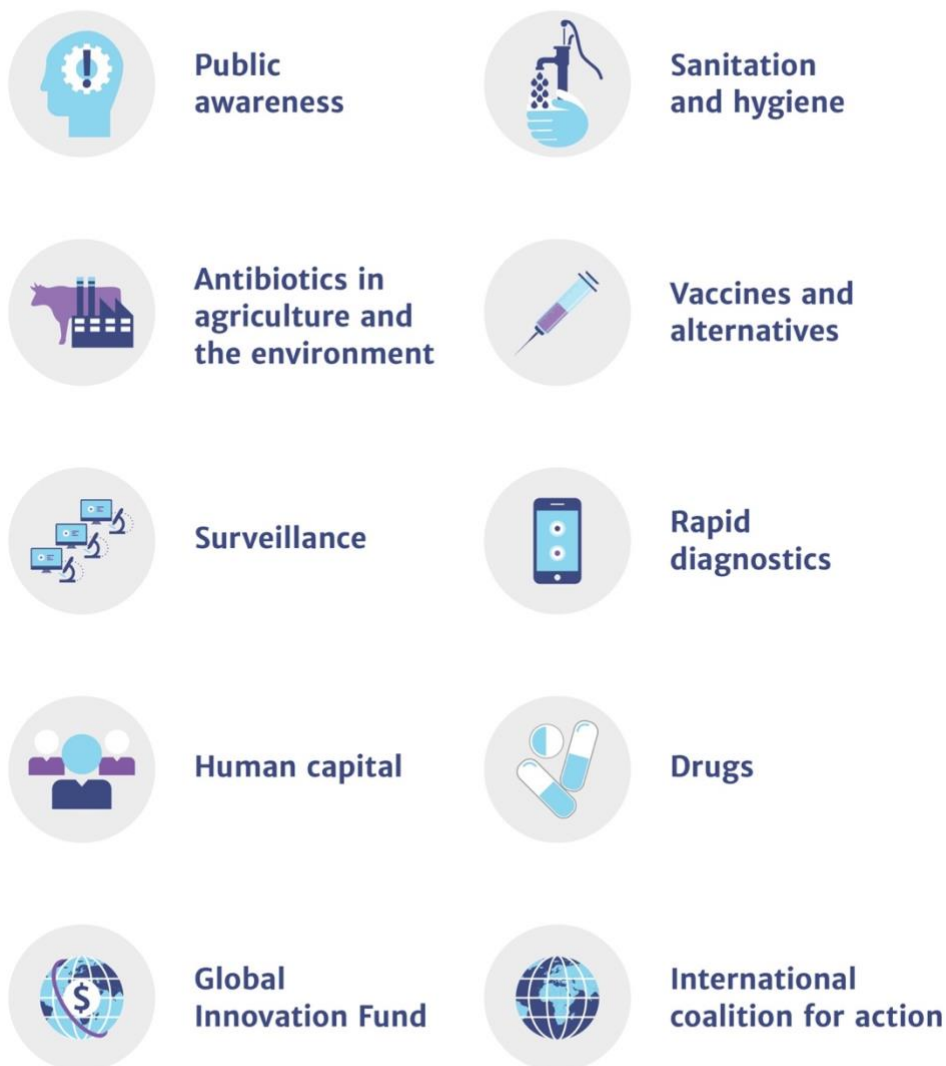 Public
awareness
Sanitation
and hygiene
Antibiotics in
agriculture and
the environment
Vaccines and
alternatives
Surveillance
Rapid
diagnostics
Human capital
Drugs
Global
Innovation Fund
International
coalition for action